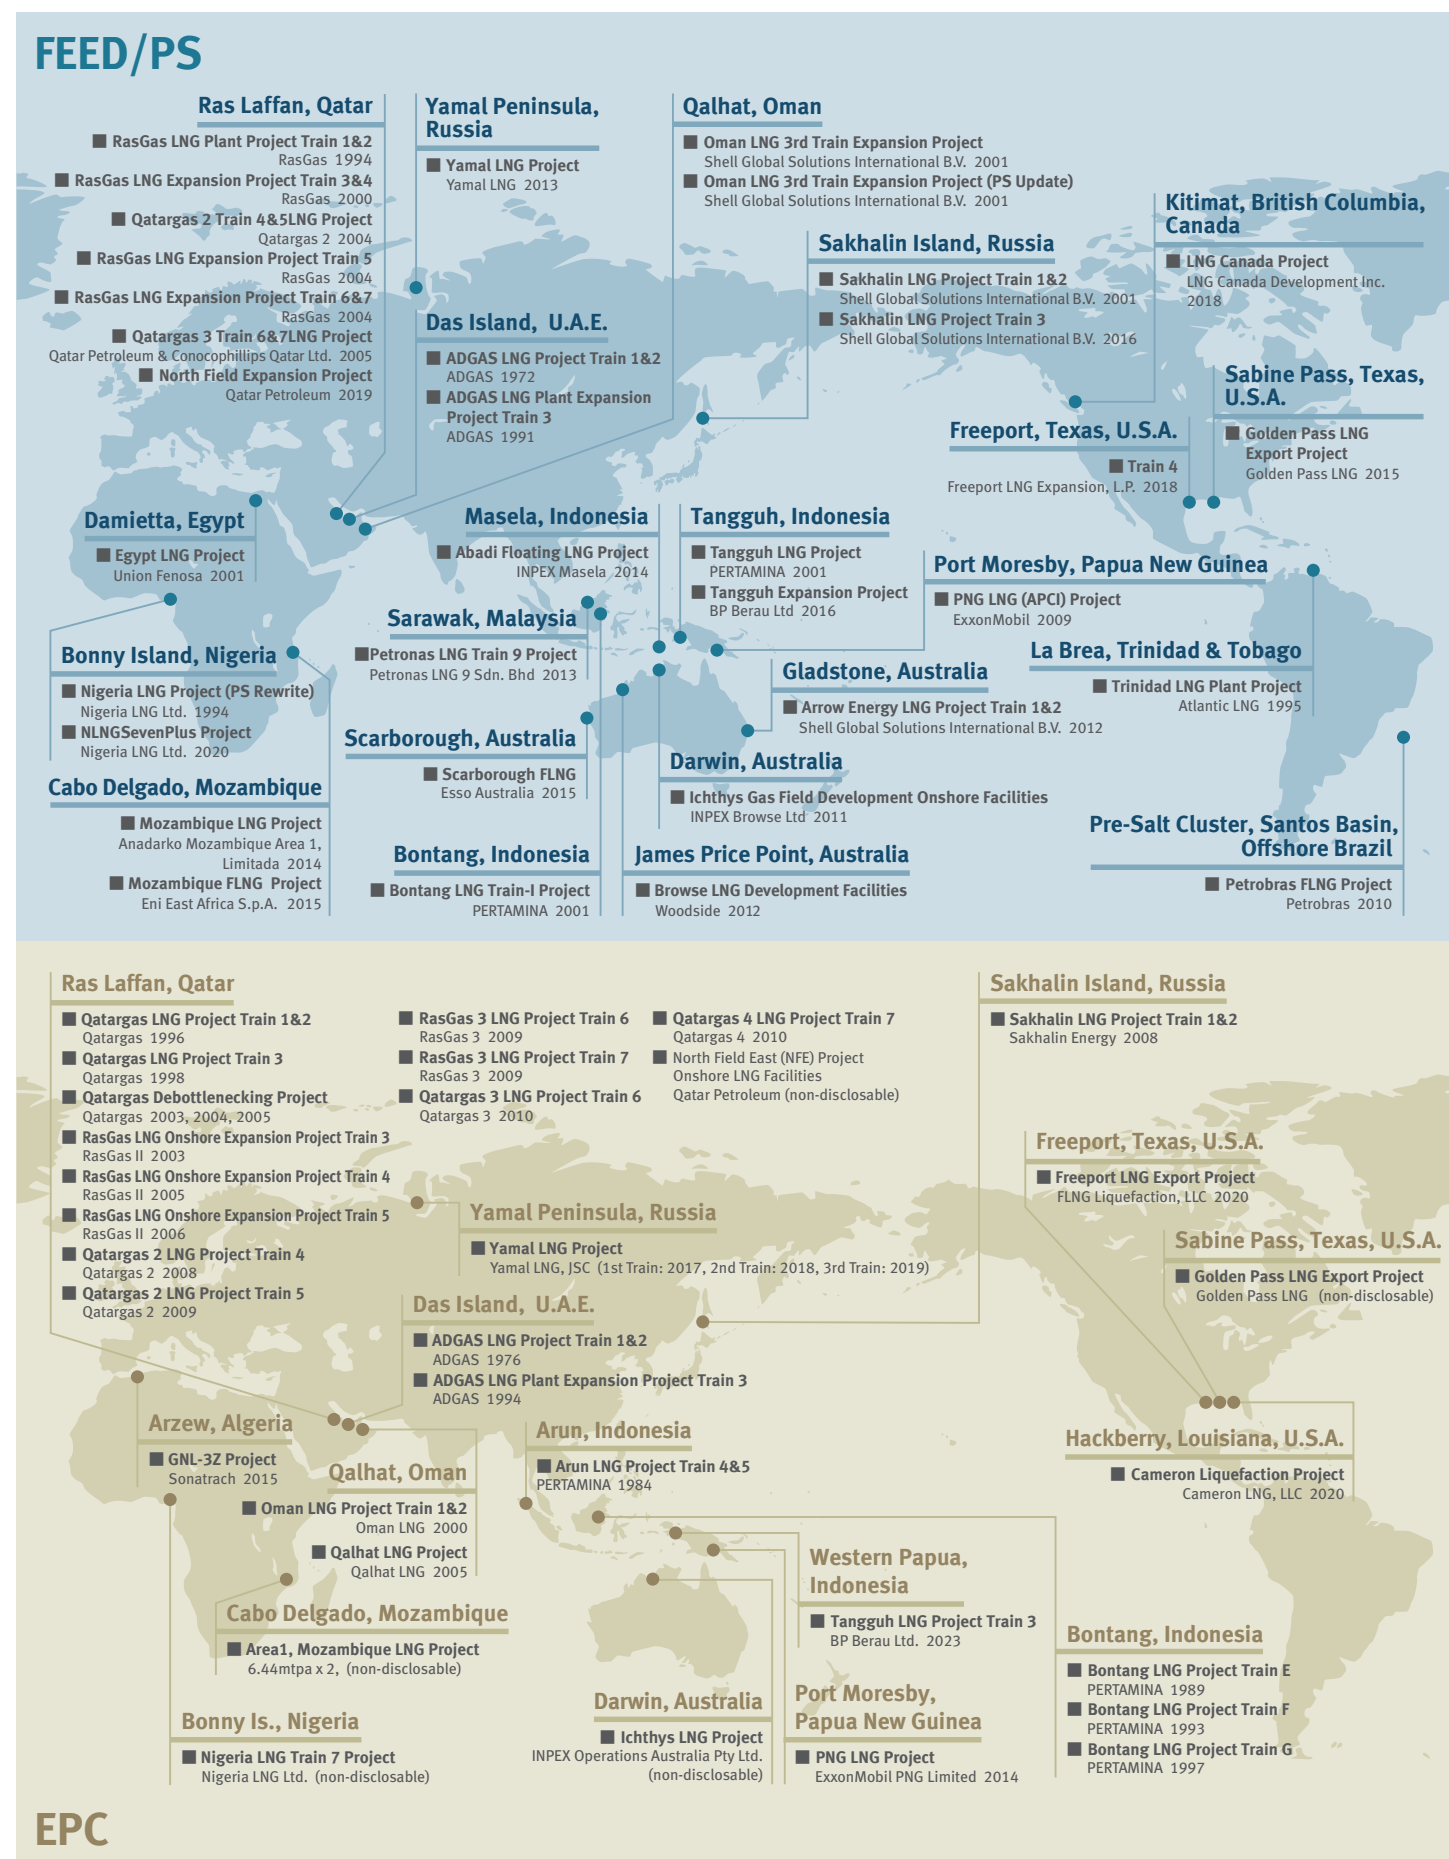 FEED/PS
Ras Laffan, Qatar
■ RasGas LNG Plant Project Train 1&2
RasGas 1994
■ RasGas LNG Expansion Project Train 3&4
RasGas 2000
■ Qatargas 2 Train 4&5LNG Project
Qatargas 2 2004
■ RasGas LNG Expansion Project Train 5
RasGas 2004
■ RasGas LNG Expansion Project Train 6&7
RasGas 2004
■ Qatargas 3 Train 6&7LNG Project
Qatar Petroleum & Conocophillips Qatar Ltd. 2005
■ North Field Expansion Project
Qatar Petroleum 2019
Yamal Peninsula,
Russia
■ Yamal LNG Project
Yamal LNG 2013
Qalhat, Oman
■ Oman LNG 3rd Train Expansion Project
Shell Global Solutions International B.V. 2001
■ Oman LNG 3rd Train Expansion Project (PS Update)
Shell Global Solutions International B.V. 2001
Das Island, U.A.E.
■ ADGAS LNG Project Train 1&2
ADGAS 1972
■ ADGAS LNG Plant Expansion
Project Train 3
ADGAS 1991
Sakhalin Island, Russia
■ Sakhalin LNG Project Train 1&2
Shell Global Solutions International B.V. 2001
■ Sakhalin LNG Project Train 3
Shell Global Solutions International B.V. 2016
Kitimat, British Columbia,
Canada
■ LNG Canada Project
LNG Canada Development Inc.
2018
Sabine Pass, Texas,
U.S.A.
■ Golden Pass LNG
Export Project
Golden Pass LNG 2015
Freeport, Texas, U.S.A.
■ Train 4
Freeport LNG Expansion, L.P. 2018
Damietta, Egypt
■ Egypt LNG Project
Union Fenosa 2001
Masela, Indonesia
■ Abadi Floating LNG Project
INPEX Masela 2014
Tangguh, Indonesia
■ Tangguh LNG Project
PERTAMINA 2001
■ Tangguh Expansion Project
BP Berau Ltd 2016
Port Moresby, Papua New Guinea
■ PNG LNG (APCI) Project
ExxonMobil 2009
Sarawak, Malaysia
■Petronas LNG Train 9 Project
Petronas LNG 9 Sdn. Bhd 2013
Bonny Island, Nigeria
■ Nigeria LNG Project (PS Rewrite)
Nigeria LNG Ltd. 1994
■ NLNGSevenPlus Project
Nigeria LNG Ltd. 2020
La Brea, Trinidad & Tobago
■ Trinidad LNG Plant Project
Atlantic LNG 1995
Gladstone, Australia
■ Arrow Energy LNG Project Train 1&2
Shell Global Solutions International B.V. 2012
Scarborough, Australia
■ Scarborough FLNG
Esso Australia 2015
Darwin, Australia
■ Ichthys Gas Field Development Onshore Facilities
INPEX Browse Ltd 2011
Cabo Delgado, Mozambique
■ Mozambique LNG Project
Anadarko Mozambique Area 1,
Limitada 2014
■ Mozambique FLNG Project
Eni East Africa S.p.A. 2015
Bontang, Indonesia
■ Bontang LNG Train-I Project
PERTAMINA 2001
James Price Point, Australia
■ Browse LNG Development Facilities
Woodside 2012
Pre-Salt Cluster, Santos Basin,
Offshore Brazil
■ Petrobras FLNG Project
Petrobras 2010
Ras Laffan, Qatar
■ Qatargas LNG Project Train 1&2
Qatargas 1996
■ Qatargas LNG Project Train 3
Qatargas 1998
■ Qatargas Debottlenecking Project
Qatargas 2003, 2004, 2005
■ RasGas LNG Onshore Expansion Project Train 3
RasGas II 2003
■ RasGas LNG Onshore Expansion Project Train 4
RasGas II 2005
■ RasGas LNG Onshore Expansion Project Train 5
RasGas II 2006
■ Qatargas 2 LNG Project Train 4
Qatargas 2 2008
■ Qatargas 2 LNG Project Train 5
Qatargas 2 2009
■ RasGas 3 LNG Project Train 6
RasGas 3 2009
■ RasGas 3 LNG Project Train 7
RasGas 3 2009
■ Qatargas 3 LNG Project Train 6
Qatargas 3 2010
■ Qatargas 4 LNG Project Train 7
Qatargas 4 2010
■ North Field East (NFE) Project
Onshore LNG Facilities
Qatar Petroleum (non-disclosable)
Sakhalin Island, Russia
■ Sakhalin LNG Project Train 1&2
Sakhalin Energy 2008
Freeport, Texas, U.S.A.
■ Freeport LNG Export Project
FLNG Liquefaction, LLC 2020
Yamal Peninsula, Russia
■ Yamal LNG Project
Yamal LNG, JSC (1st Train: 2017, 2nd Train: 2018, 3rd Train: 2019)
Sabine Pass, Texas, U.S.A.
■ Golden Pass LNG Export Project
Golden Pass LNG (non-disclosable)
Das Island, U.A.E.
■ ADGAS LNG Project Train 1&2
ADGAS 1976
■ ADGAS LNG Plant Expansion Project Train 3
ADGAS 1994
Arzew, Algeria
■ GNL-3Z Project
Sonatrach 2015
Qalhat, Oman
■ Oman LNG Project Train 1&2
Oman LNG 2000
■ Qalhat LNG Project
Qalhat LNG 2005
Arun, Indonesia
■ Arun LNG Project Train 4&5
PERTAMINA 1984
Hackberry, Louisiana, U.S.A.
■ Cameron Liquefaction Project
Cameron LNG, LLC 2020
Western Papua,
Indonesia
■ Tangguh LNG Project Train 3
BP Berau Ltd. 2023
Cabo Delgado, Mozambique
■ Area1, Mozambique LNG Project
6.44mtpa x 2, (non-disclosable)
Bontang, Indonesia
■ Bontang LNG Project Train E
PERTAMINA 1989
■ Bontang LNG Project Train F
PERTAMINA 1993
■ Bontang LNG Project Train G
PERTAMINA 1997
Bonny Is., Nigeria
■ Nigeria LNG Train 7 Project
Nigeria LNG Ltd. (non-disclosable)
Darwin, Australia
■ Ichthys LNG Project
INPEX Operations Australia Pty Ltd.
(non-disclosable)
Port Moresby,
Papua New Guinea
■ PNG LNG Project
ExxonMobil PNG Limited 2014
EPC